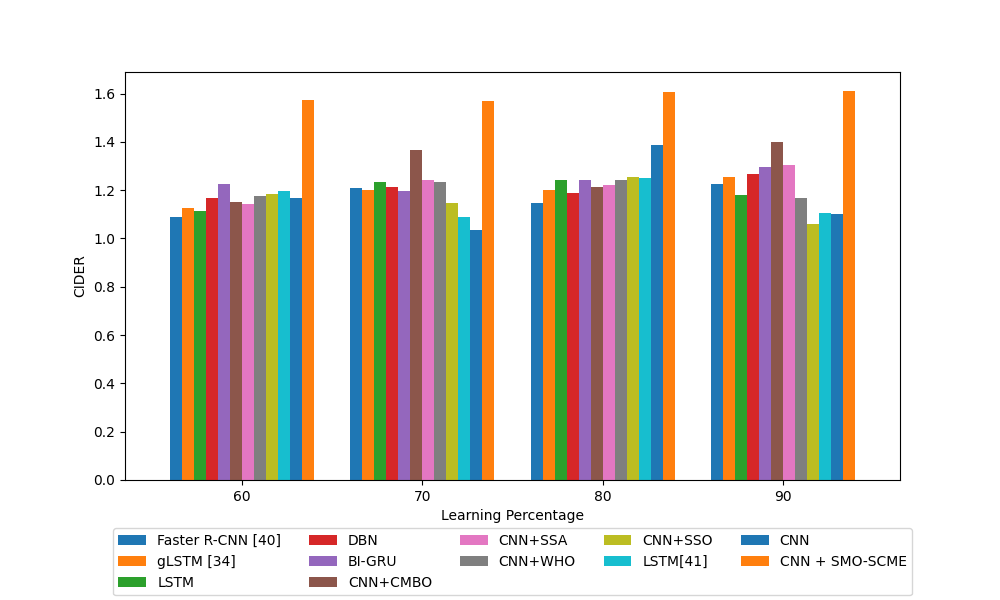 1.6
1.4
1.2
1.0
0.8
0.6
0.4
0.2
0.0
CIDER
60 70 80 90
Learning Percentage
Faster R-CNN [40] DBN CNN+SSA CNN+SSO CNN
gLSTM [34] BI-GRU CNN+WHO LSTM[41] CNN + SMO-SCME
LSTM CNN+CMBO